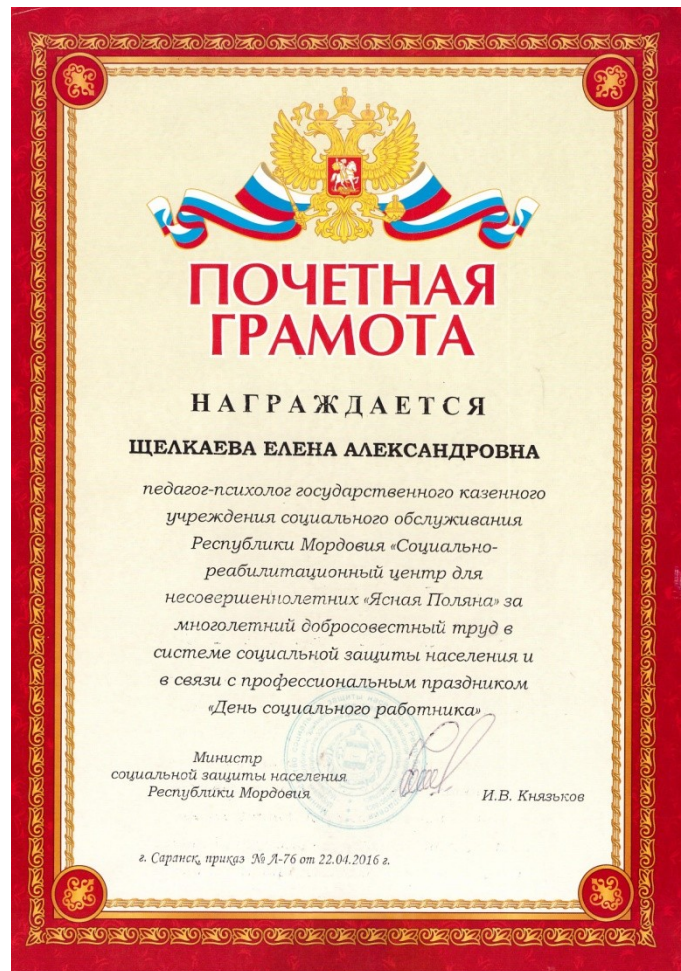 ПОЧЕТНАЯ
ГРАМОТА
НАГРАЖДАЕТСЯ
ЩЕЛКАЕВА ЕЛЕНА АЛЕКСАНДРОВНА
педагог-психолог государственного казенного
учреждения социального обслуживания
Республики Мордовия «Социально-
реабилитационный центр для
несовершеннолетних «Ясная Поляна» за
многолетний добросовестный труд в
системе социальной защиты населения и
в связи с профессиональным праздником
«День социального работника»
Министр
социальной защиты населения
Республики Мордовия
И.В. Князьков
г. Саранск, приказ № Л-76 от 22.04.2016 г.